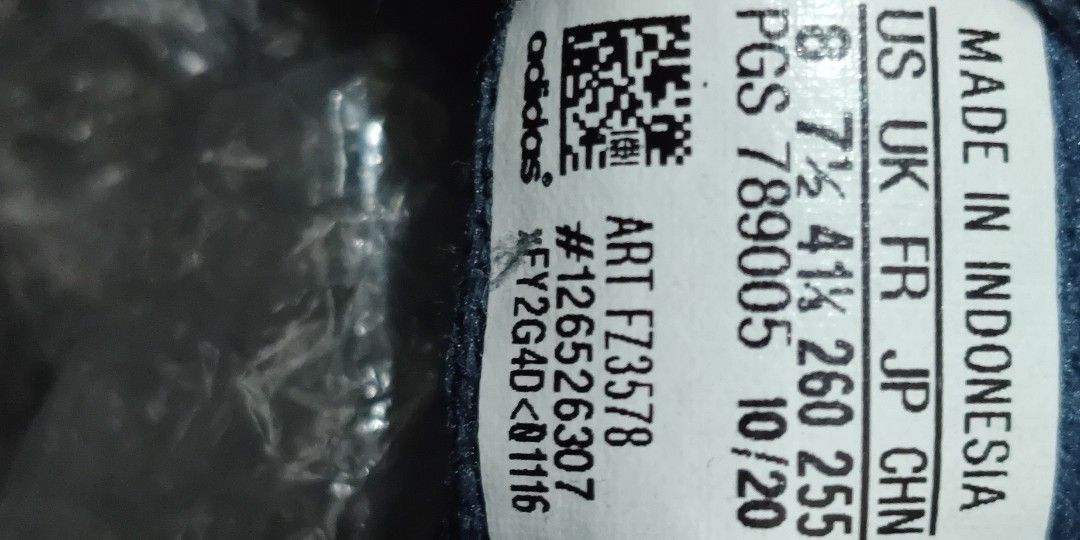 MADE IN INDONESIA
US UK FR JP CHN
8 7½ 41⅓ 260 255
PGS 789005 10/20
ART FZ3578
#126526307
adidas